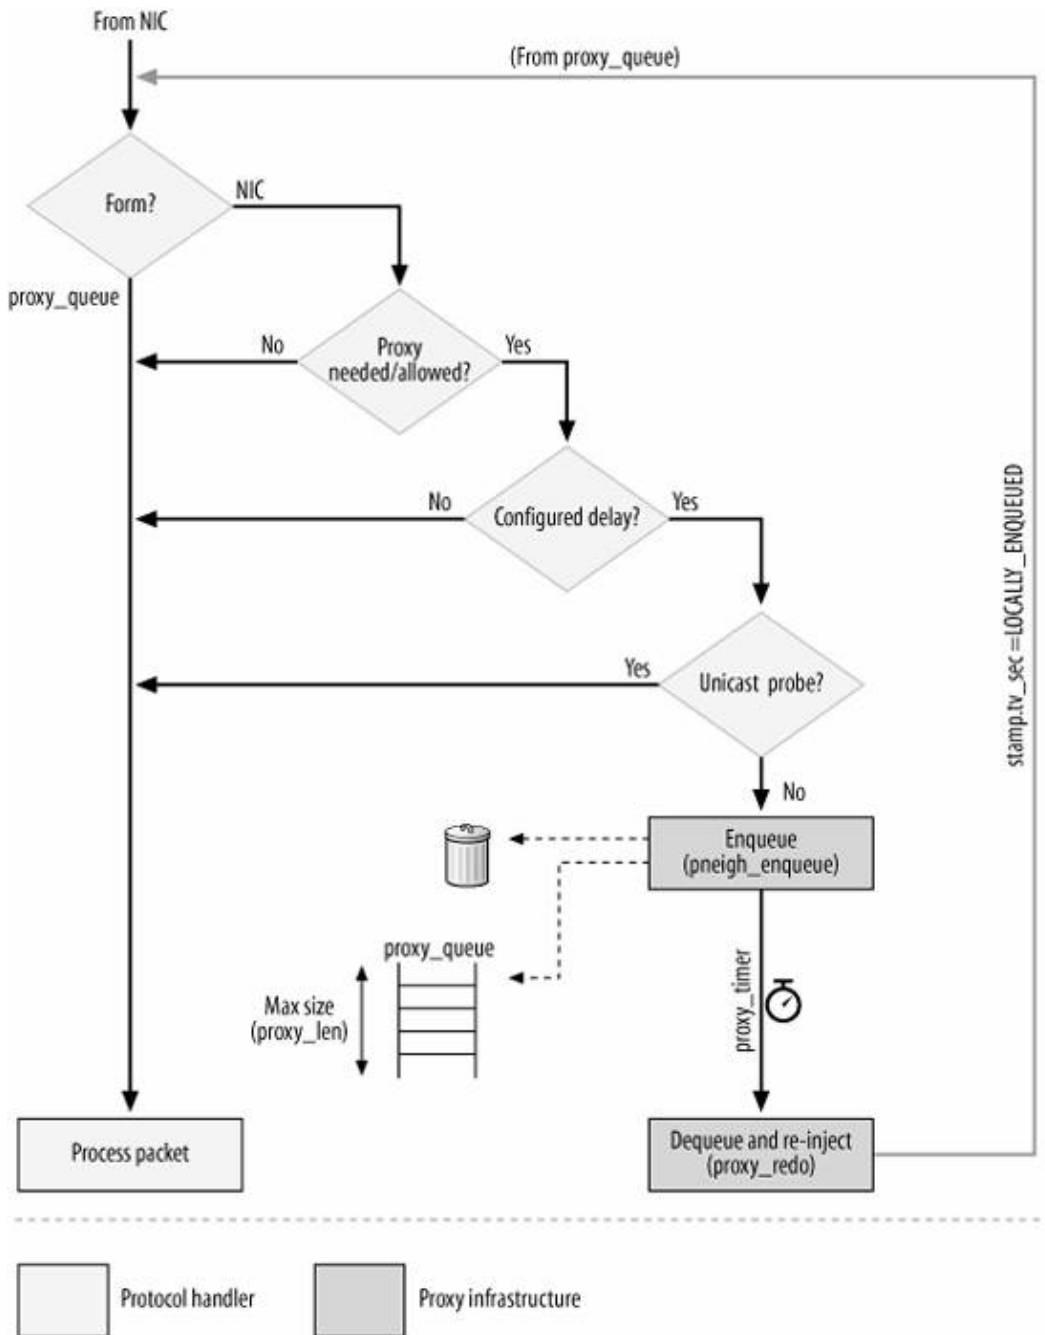 From NIC
(From proxy_queue)
Form?
NIC
proxy_queue
No
Proxy
needed/allowed?
Yes
No
Configured delay?
Yes
stamp.tv_sec =LOCALLY_ENQUEUED
Yes
Unicast probe?
No
Enqueue
(pneigh_enqueue)
proxy_queue
Max size
(proxy_len)
proxy_timer
Process packet
Dequeue and re-inject
(proxy_redo)
Protocol handler
Proxy infrastructure